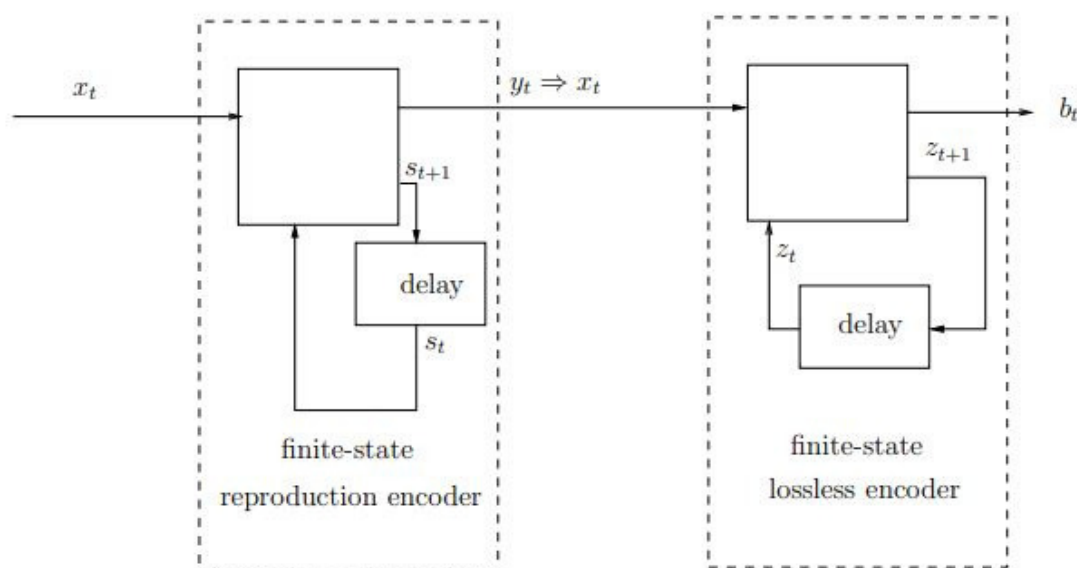 x_t
y_t ⇒ x_t
b_t
s_{t+1}
z_{t+1}
z_t
delay
s_t
delay
finite-state
reproduction encoder
finite-state
lossless encoder